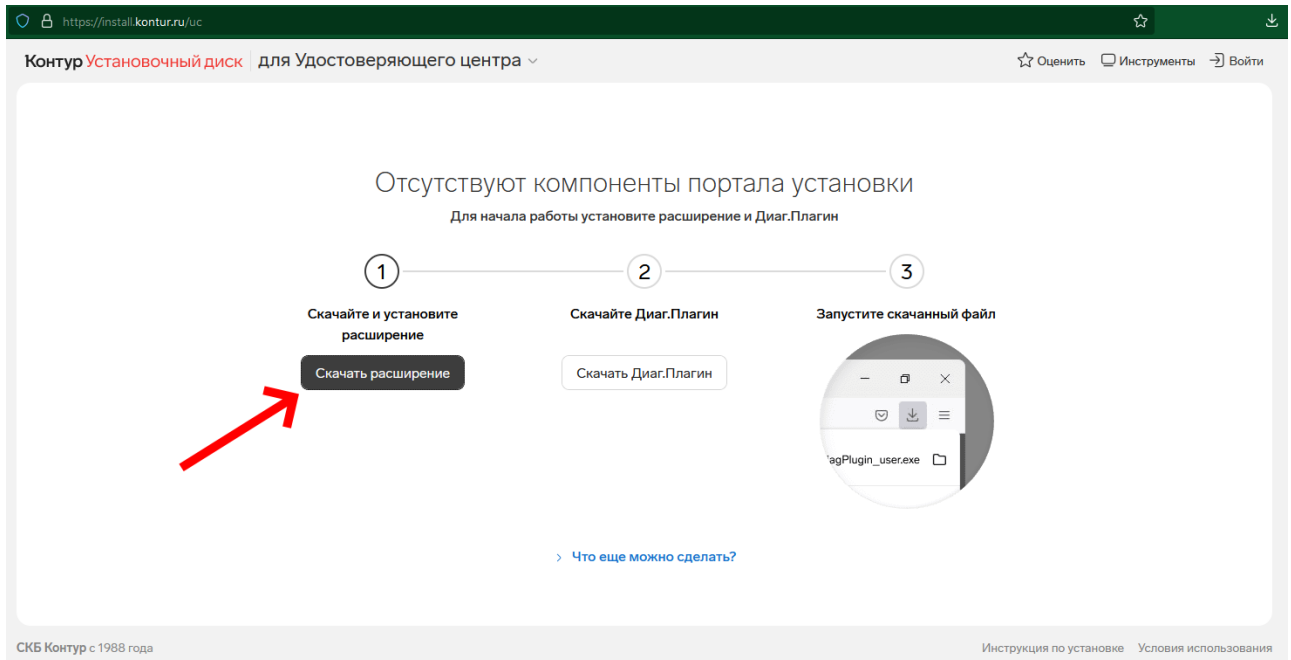 https://install.kontur.ru/uc
Контур Установочный диск для Удостоверяющего центра
Оценить Инструменты Войти
Отсутствуют компоненты портала установки
Для начала работы установите расширение и Диаг.Плагин
1 2 3
Скачайте и установите расширение
Скачать расширение
Скачайте Диаг.Плагин
Скачать Диаг.Плагин
Запустите скачанный файл
agPlugin_user.exe
Что еще можно сделать?
СКБ Контур с 1988 года
Инструкция по установке Условия использования